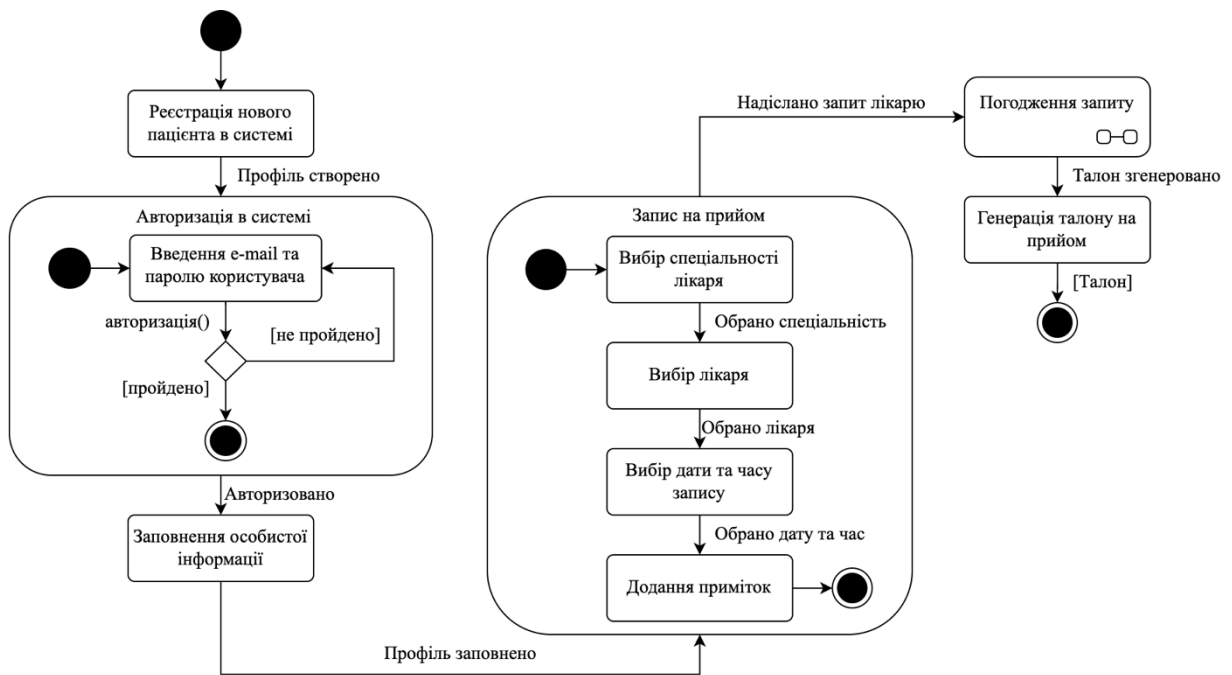 Реєстрація нового
пацієнта в системі
Профіль створено
Авторизація в системі
Введення e-mail та
паролю користувача
авторизація()
[не пройдено]
[пройдено]
Авторизовано
Заповнення особистої
інформації
Профіль заповнено
Запис на прийом
Вибір спеціальності
лікаря
Обрано спеціальність
Вибір лікаря
Обрано лікаря
Вибір дати та часу
запису
Обрано дату та час
Додання приміток
Надіслано запит лікарю
Погодження запиту
Талон згенеровано
Генерація талону на
прийом
[Талон]